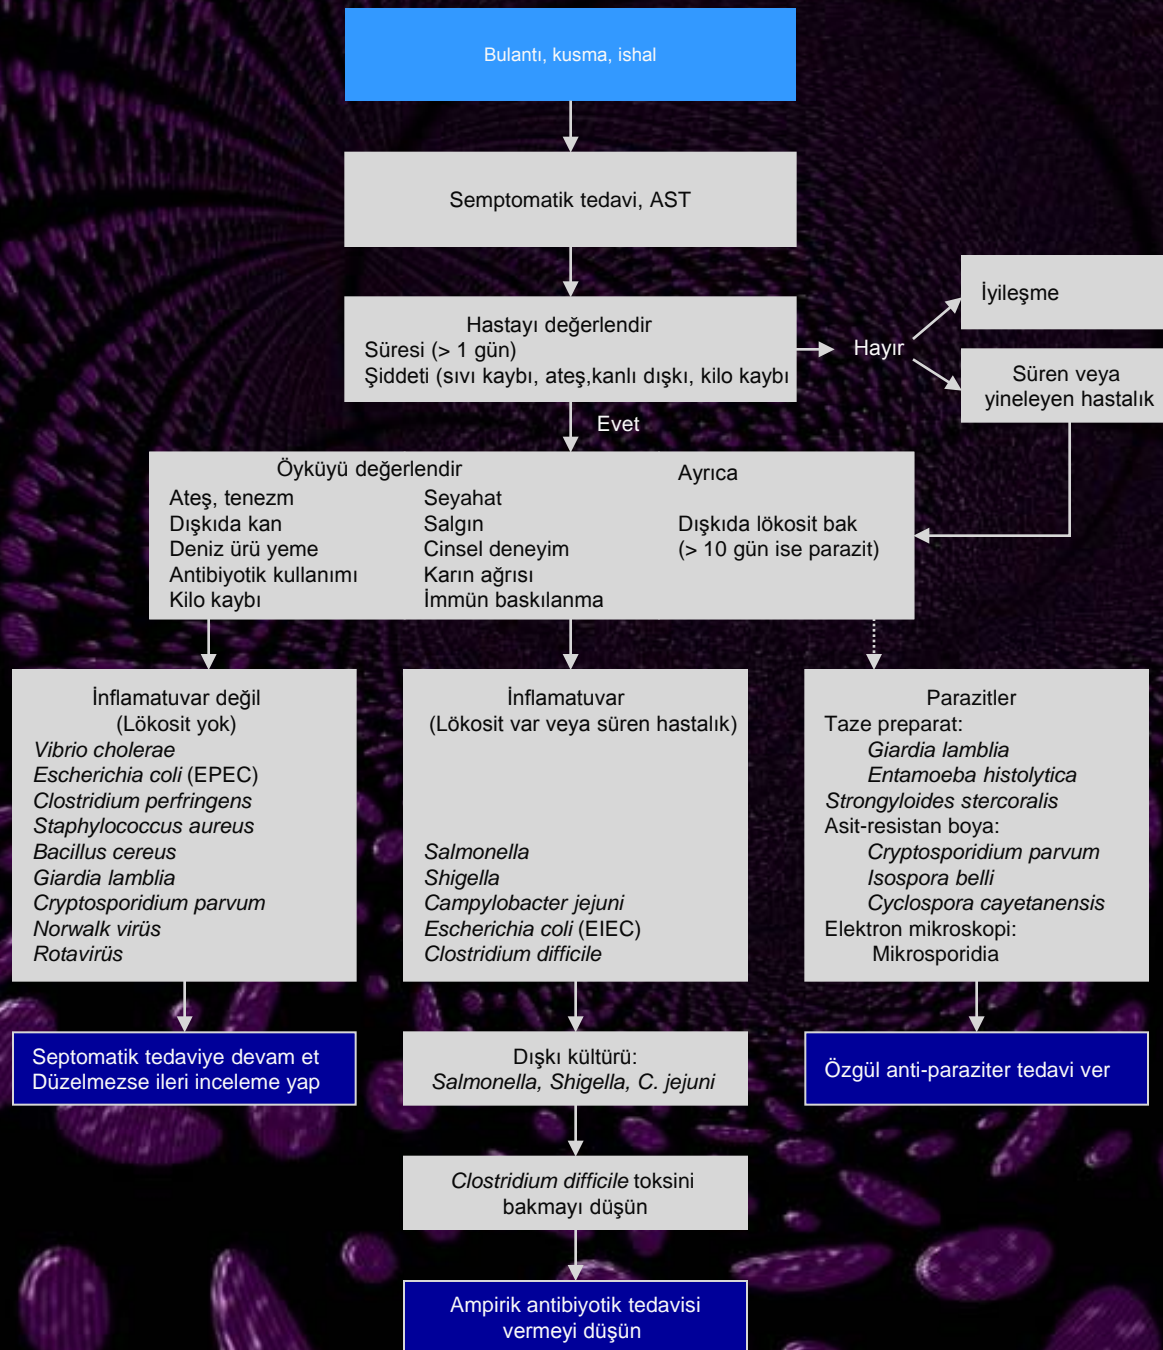 Bulantı, kusma, ishal
Semptomatik tedavi, AST
Hastayı değerlendir
Süresi (> 1 gün)
Şiddeti (sıvı kaybı, ateş,kanlı dışkı, kilo kaybı
Hayır
İyileşme
Süren veya
yineleyen hastalık
Evet
Öyküyü değerlendir
Ateş, tenezm
Dışkıda kan
Deniz ürü yeme
Antibiyotik kullanımı
Kilo kaybı
Seyahat
Salgın
Cinsel deneyim
Karın ağrısı
İmmün baskılanma
Ayrıca
Dışkıda lökosit bak
(> 10 gün ise parazit)
İnflamatuvar değil
(Lökosit yok)
Vibrio cholerae
Escherichia coli (EPEC)
Clostridium perfringens
Staphylococcus aureus
Bacillus cereus
Giardia lamblia
Cryptosporidium parvum
Norwalk virüs
Rotavirüs
Septomatik tedaviye devam et
Düzelmezse ileri inceleme yap
İnflamatuvar
(Lökosit var veya süren hastalık)
Salmonella
Shigella
Campylobacter jejuni
Escherichia coli (EIEC)
Clostridium difficile
Dışkı kültürü:
Salmonella, Shigella, C. jejuni
Clostridium difficile toksini
bakmayı düşün
Ampirik antibiyotik tedavisi
vermeyi düşün
Parazitler
Taze preparat:
Giardia lamblia
Entamoeba histolytica
Strongyloides stercoralis
Asit-resistan boya:
Cryptosporidium parvum
Isospora belli
Cyclospora cayetanensis
Elektron mikroskopi:
Mikrosporidia
Özgül anti-paraziter tedavi ver